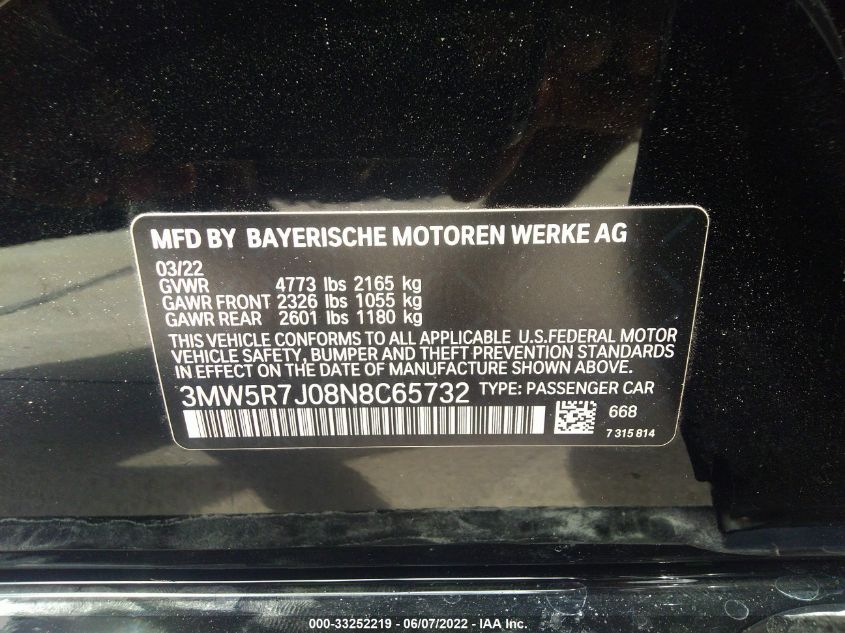 MFD BY BAYERISCHE MOTOREN WERKE AG
03/22
GVWR 4773 lbs 2165 kg
GAWR FRONT 2326 lbs 1055 kg
GAWR REAR 2601 lbs 1180 kg
THIS VEHICLE CONFORMS TO ALL APPLICABLE U.S.FEDERAL MOTOR
VEHICLE SAFETY, BUMPER AND THEFT PREVENTION STANDARDS
IN EFFECT ON THE DATE OF MANUFACTURE SHOWN ABOVE.
3MW5R7J08N8C65732 TYPE: PASSENGER CAR
668
7 315 814
000-33252219 - 06/07/2022 - IAA Inc.